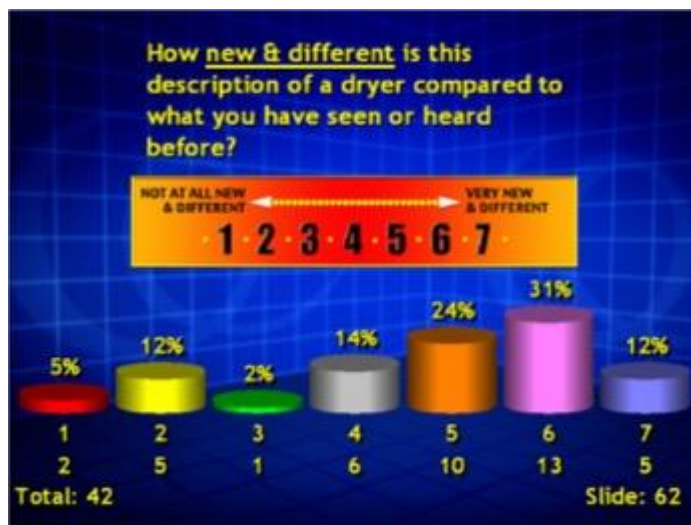 How new & different is this
description of a dryer compared to
what you have seen or heard
before?
NOT AT ALL NEW
& DIFFERENT
VERY NEW
& DIFFERENT
· 1 · 2 · 3 · 4 · 5 · 6 · 7 ·
5% 12% 2% 14% 24% 31% 12%
1 2 3 4 5 6 7
2 5 1 6 10 13 5
Total: 42 Slide: 62